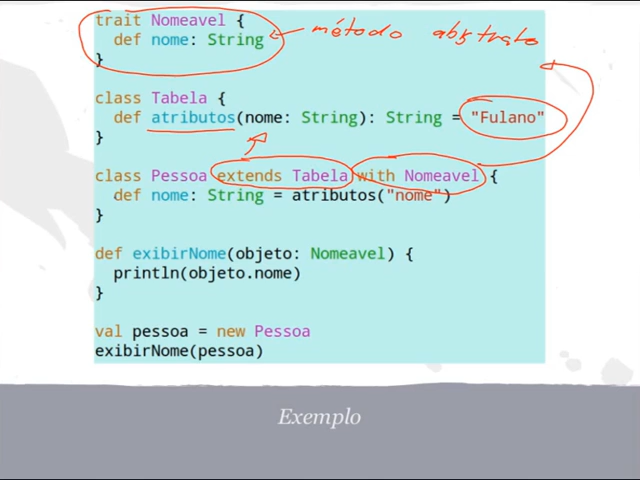 trait Nomeavel {
def nome: String
método abstrato
}
class Tabela {
def atributos(nome: String): String = "Fulano"
}
class Pessoa extends Tabela with Nomeavel {
def nome: String = atributos("nome")
}
def exibirNome(objeto: Nomeavel) {
println(objeto.nome)
}
val pessoa = new Pessoa
exibirNome(pessoa)
Exemplo